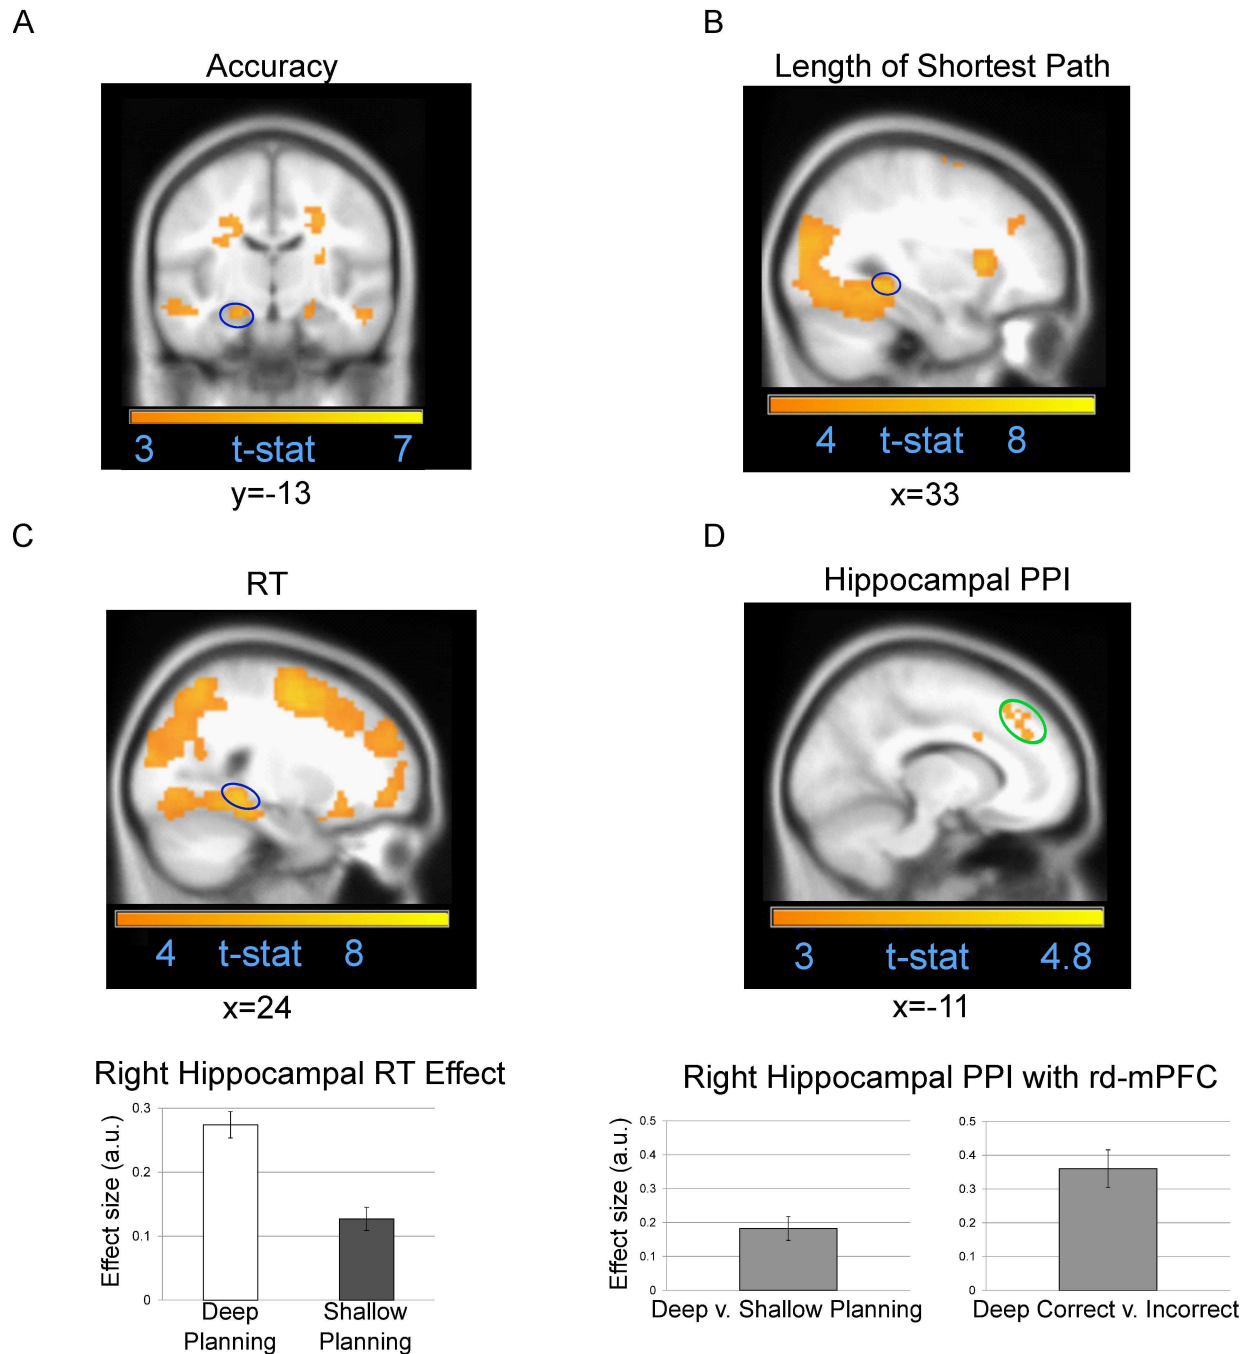 A
Accuracy
3 t-stat 7
y=-13
B
Length of Shortest Path
4 t-stat 8
x=33
C
RT
4 t-stat 8
x=24
Right Hippocampal RT Effect
Effect size (a.u.)
0.3
0.2
0.1
0
Deep Planning
Shallow Planning
D
Hippocampal PPI
3 t-stat 4.8
x=-11
Right Hippocampal PPI with rd-mPFC
Effect size (a.u.)
0.5
0.4
0.3
0.2
0.1
0
Deep v. Shallow Planning
0.5
0.4
0.3
0.2
0.1
0
Deep Correct v. Incorrect